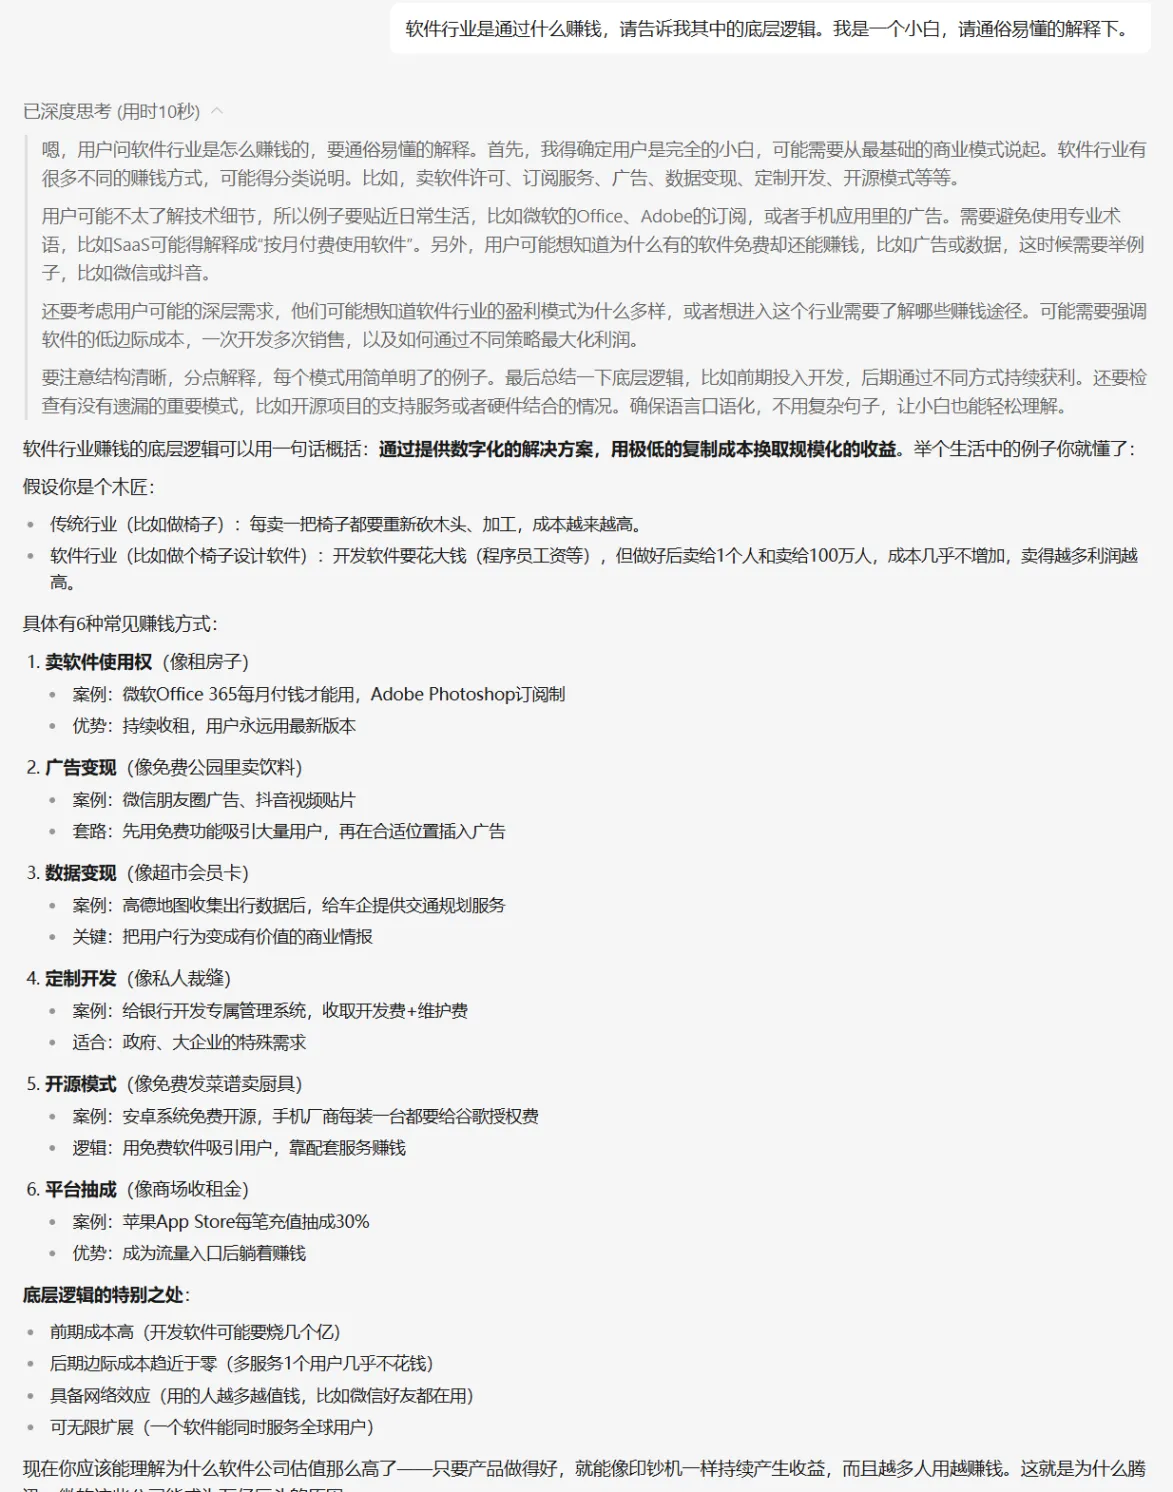 软件行业是通过什么赚钱，请告诉我其中的底层逻辑。我是一个小白，请通俗易懂的解释下。
已深度思考 (用时10秒)
嗯，用户问软件行业是怎么赚钱的，要通俗易懂的解释。首先，我得确定用户是完全的小白，可能需要从最基础的商业模式说起。软件行业有
很多不同的赚钱方式，可能得分类说明。比如，卖软件许可、订阅服务、广告、数据变现、定制开发、开源模式等等。
用户可能不太了解技术细节，所以例子要贴近日常生活，比如微软的Office、Adobe的订阅，或者手机应用里的广告。需要避免使用专业术
语，比如SaaS可能得解释成“按月付费使用软件”。另外，用户可能想知道为什么有的软件免费却还能赚钱，比如广告或数据，这时候需要举例
子，比如微信或抖音。
还要考虑用户可能的深层需求，他们可能想知道软件行业的盈利模式为什么多样，或者想进入这个行业需要了解哪些赚钱途径。可能需要强调
软件的低边际成本，一次开发多次销售，以及如何通过不同策略最大化利润。
要注意结构清晰，分点解释，每个模式用简单明了的例子。最后总结一下底层逻辑，比如前期投入开发，后期通过不同方式持续获利。还要检
查有没有遗漏的重要模式，比如开源项目的支持服务或者硬件结合的情况。确保语言口语化，不用复杂句子，让小白也能轻松理解。
软件行业赚钱的底层逻辑可以用一句话概括：通过提供数字化的解决方案，用极低的复制成本换取规模化的收益。举个生活中的例子你就懂了：
假设你是个木匠：
• 传统行业（比如做椅子）：每卖一把椅子都要重新砍木头、加工，成本越来越高。
• 软件行业（比如做个椅子设计软件）：开发软件要花大钱（程序员工资等），但做好后卖给1个人和卖给100万人，成本几乎不增加，卖得越多利润越
高。
具体有6种常见赚钱方式：
1. 卖软件使用权（像租房子）
• 案例：微软Office 365每月付钱才能用，Adobe Photoshop订阅制
• 优势：持续收租，用户永远用最新版本
2. 广告变现（像免费公园里卖饮料）
• 案例：微信朋友圈广告、抖音视频贴片
• 套路：先用免费功能吸引大量用户，再在合适位置插入广告
3. 数据变现（像超市会员卡）
• 案例：高德地图收集出行数据后，给车企提供交通规划服务
• 关键：把用户行为变成有价值的商业情报
4. 定制开发（像私人裁缝）
• 案例：给银行开发专属管理系统，收取开发费+维护费
• 适合：政府、大企业的特殊需求
5. 开源模式（像免费发菜谱卖厨具）
• 案例：安卓系统免费开源，手机厂商每装一台都要给谷歌授权费
• 逻辑：用免费软件吸引用户，靠配套服务赚钱
6. 平台抽成（像商场收租金）
• 案例：苹果App Store每笔充值抽成30%
• 优势：成为流量入口后躺着赚钱
底层逻辑的特别之处：
• 前期成本高（开发软件可能要烧几个亿）
• 后期边际成本趋近于零（多服务1个用户几乎不花钱）
• 具备网络效应（用的人越多越值钱，比如微信好友都在用）
• 可无限扩展（一个软件能同时服务全球用户）
现在你应该能理解为什么软件公司估值那么高了——只要产品做得好，就能像印钞机一样持续产生收益，而且越多人用越赚钱。这就是为什么腾